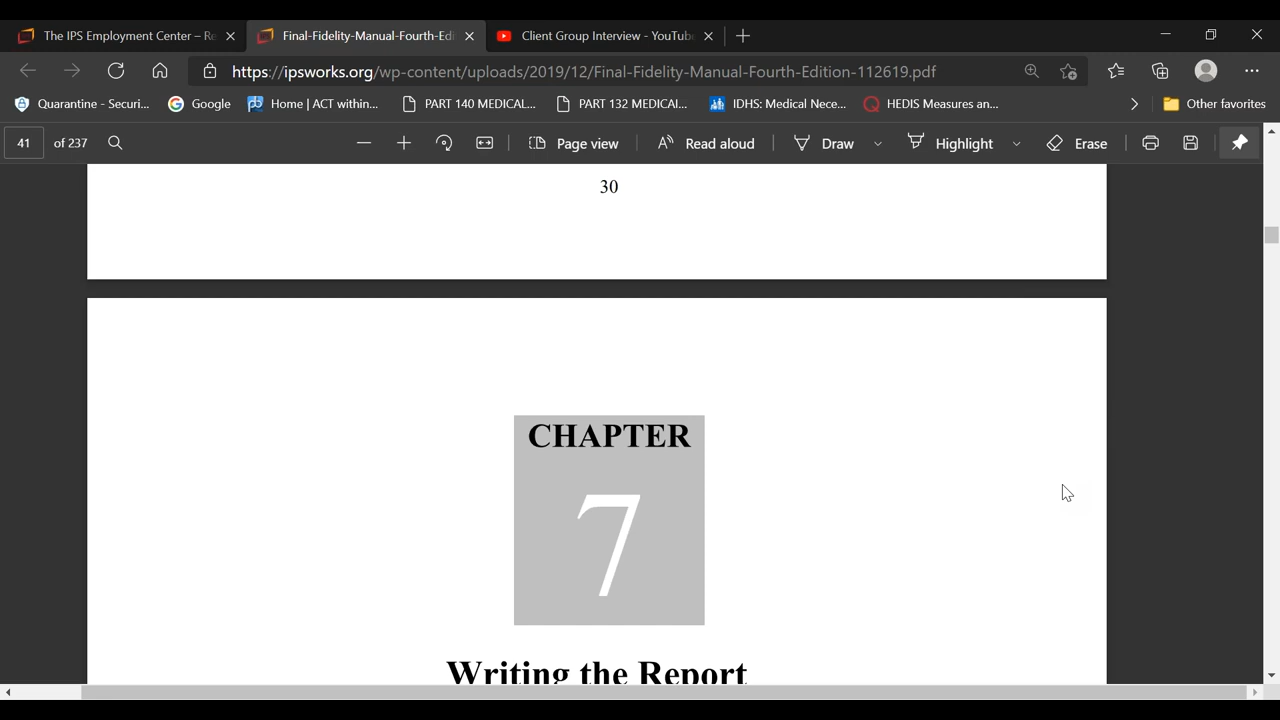 The IPS Employment Center – Re
Final-Fidelity-Manual-Fourth-Edi
Client Group Interview - YouTube
https://ipsworks.org/wp-content/uploads/2019/12/Final-Fidelity-Manual-Fourth-Edition-112619.pdf
Quarantine - Securi...
Google
Home | ACT within...
PART 140 MEDICAL...
PART 132 MEDICAl...
IDHS: Medical Nece...
HEDIS Measures an...
Other favorites
41 of 237
Page view
Read aloud
Draw
Highlight
Erase
30
CHAPTER
7
Writing the Report